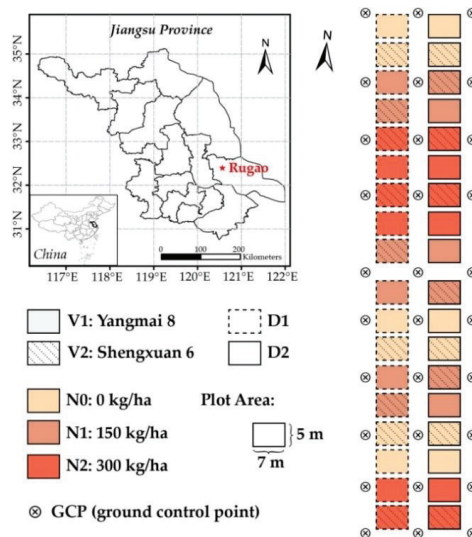 Jiangsu Province
N
N
35°N
34°N
33°N
32°N
31°N
Rugao
China
0 100 200
Kilometers
117°E 118°E 119°E 120°E 121°E 122°E
V1: Yangmai 8
D1
V2: Shengxuan 6
D2
N0: 0 kg/ha
Plot Area:
N1: 150 kg/ha
5 m
N2: 300 kg/ha
7 m
GCP (ground control point)